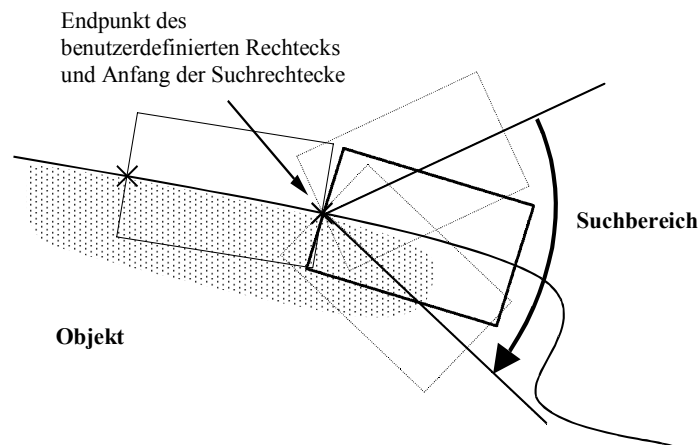 Endpunkt des
benutzerdefinierten Rechtecks
und Anfang der Suchrechtecke
Suchbereich
Objekt